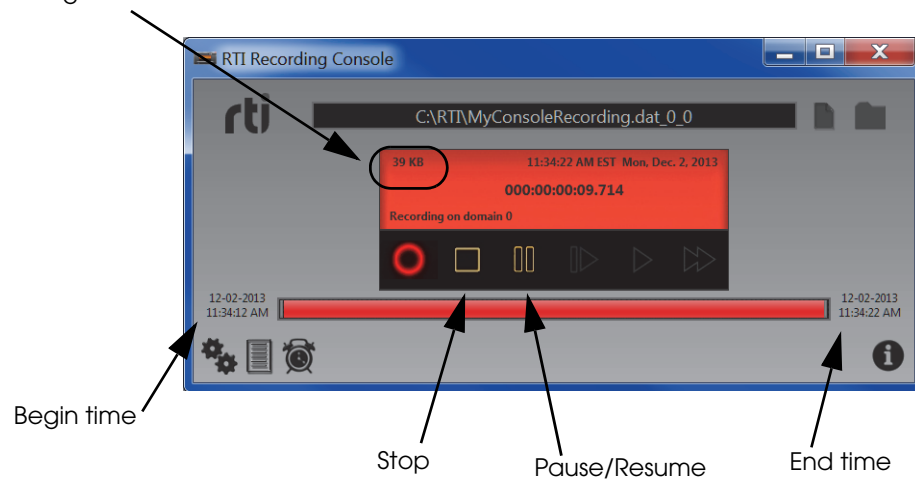 RTI Recording Console
rti
C:\RTI\MyConsoleRecording.dat_0_0
39 KB
11:34:22 AM EST Mon, Dec. 2, 2013
000:00:00:09.714
Recording on domain 0
12-02-2013
11:34:12 AM
12-02-2013
11:34:22 AM
Begin time
Stop
Pause/Resume
End time